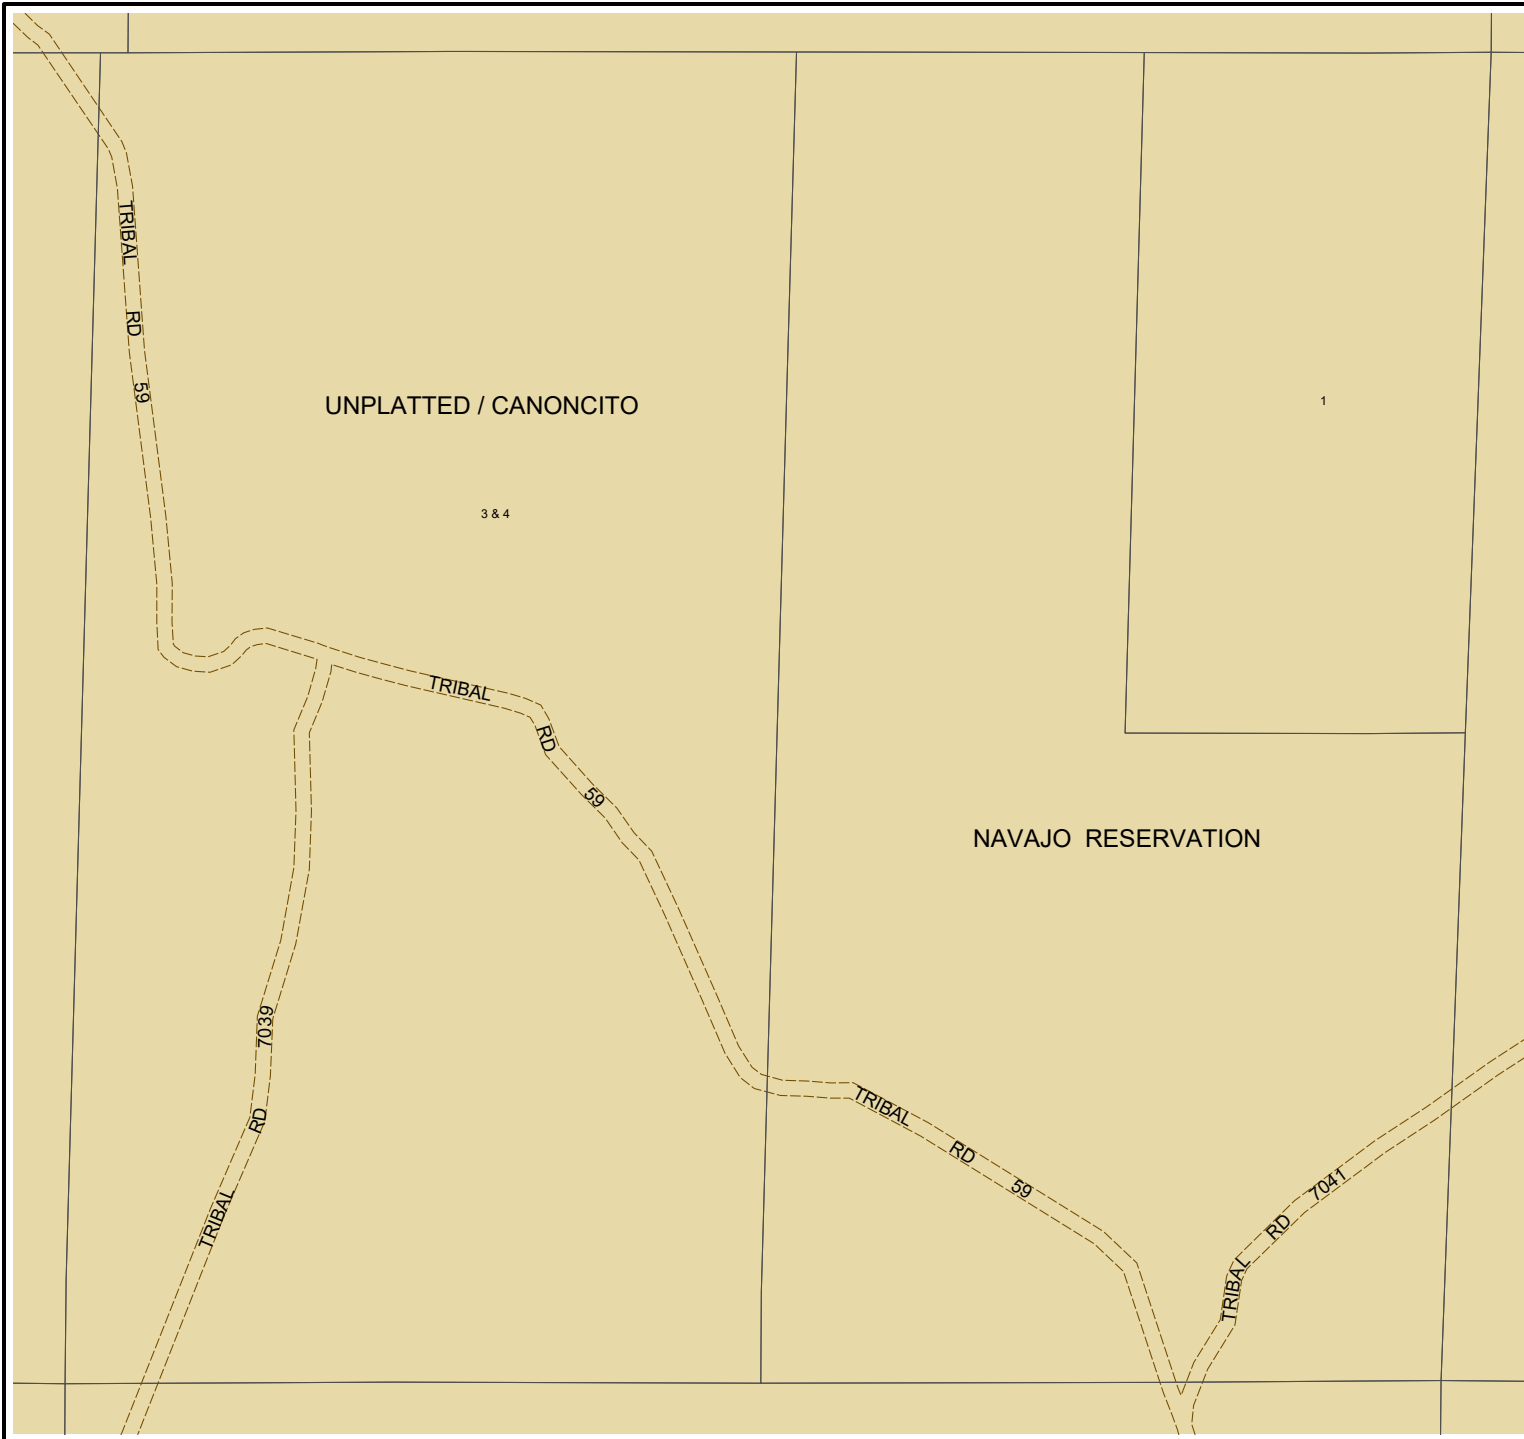 TRIBAL RD 59
UNPLATTED / CANONCITO
1
3 & 4
TRIBAL RD 59
NAVAJO RESERVATION
TRIBAL RD 7039
TRIBAL RD 59
TRIBAL RD 7041